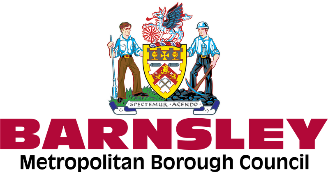 SPECTEMUR · AGENDO
BARNSLEY
Metropolitan Borough Council